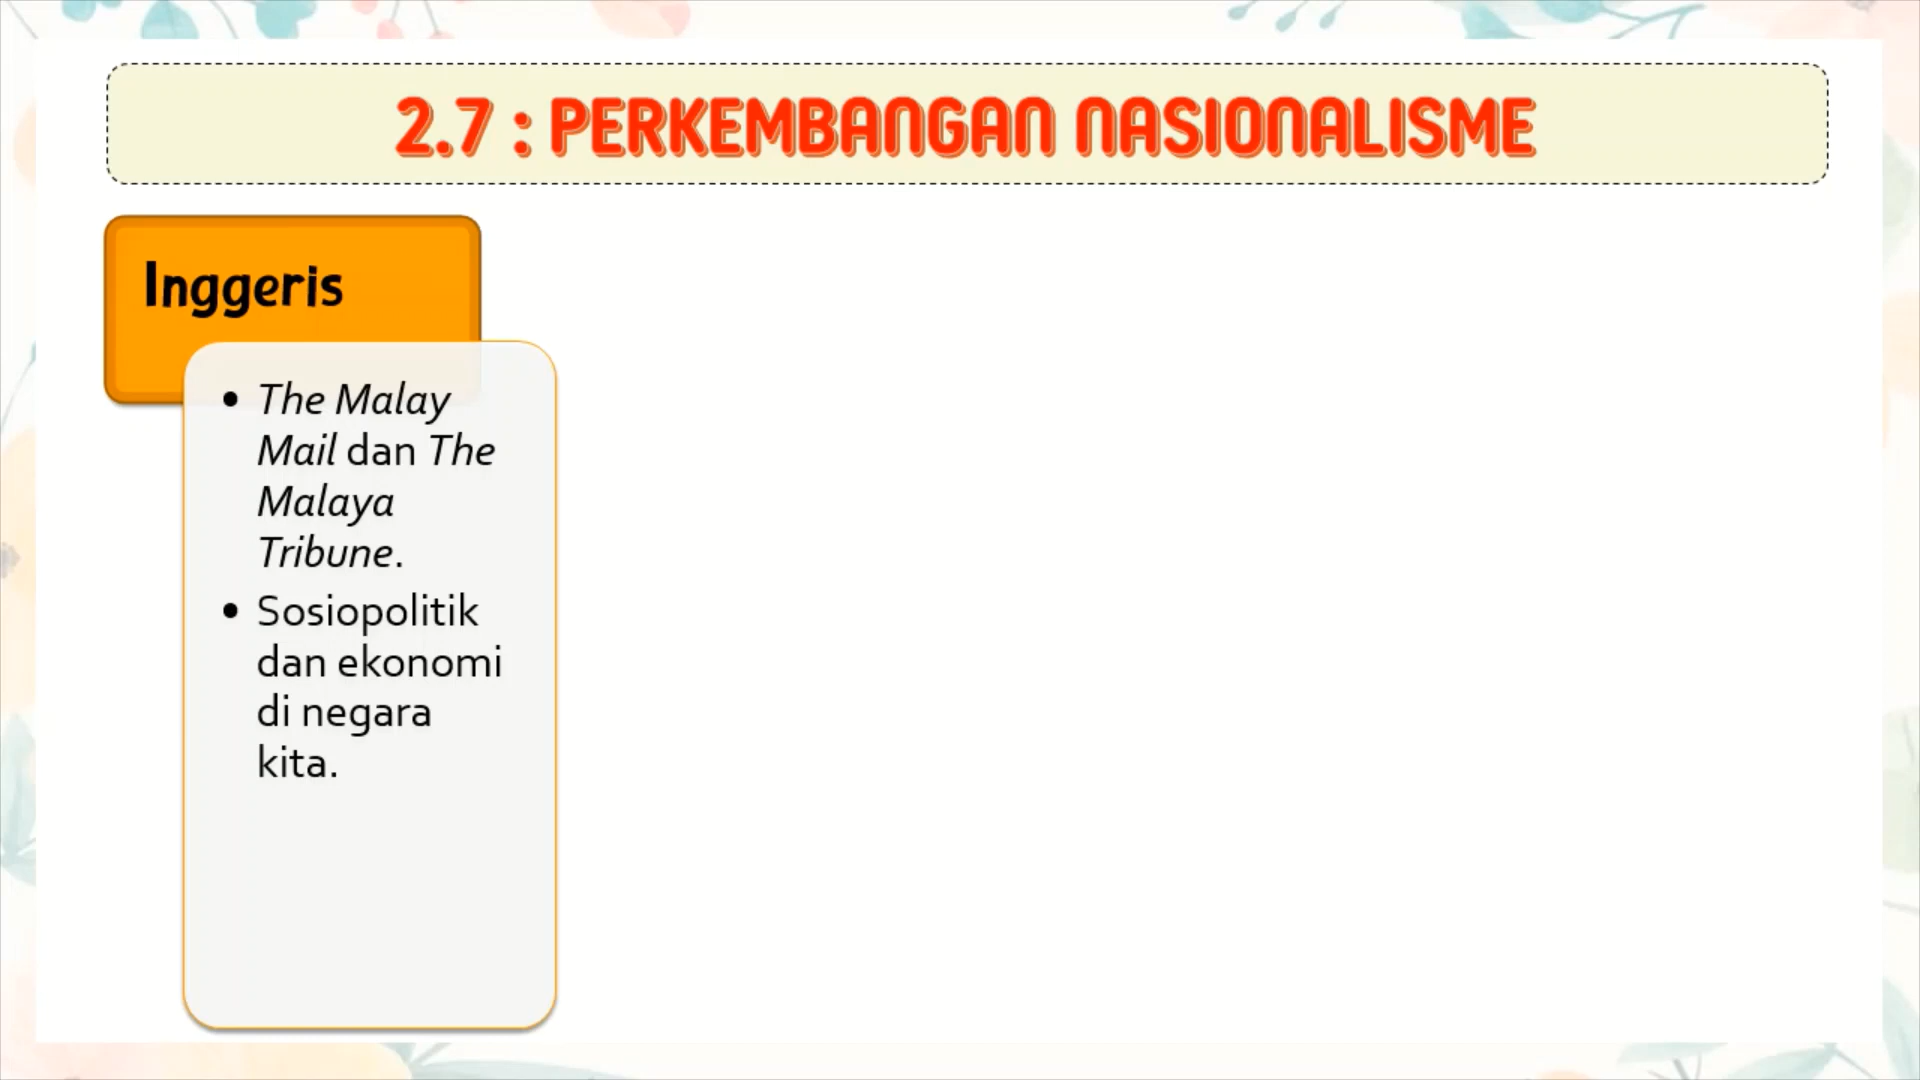 2.7 : PERKEMBANGAN NASIONALISME
Inggeris
• The Malay
Mail dan The
Malaya
Tribune.
• Sosiopolitik
dan ekonomi
di negara
kita.